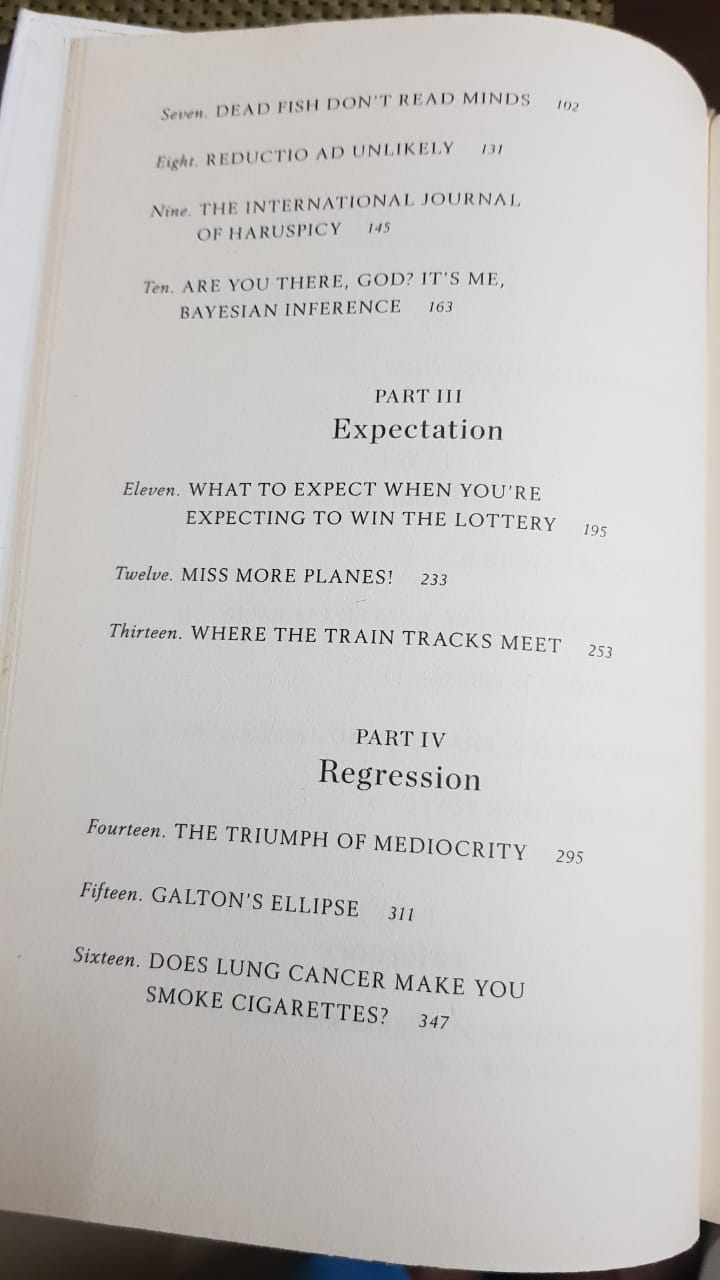 Seven. DEAD FISH DON'T READ MINDS 102
Eight. REDUCTIO AD UNLIKELY 131
Nine. THE INTERNATIONAL JOURNAL
OF HARUSPICY 145
Ten. ARE YOU THERE, GOD? IT'S ME,
BAYESIAN INFERENCE 163
PART III
Expectation
Eleven. WHAT TO EXPECT WHEN YOU'RE
EXPECTING TO WIN THE LOTTERY 195
Twelve. MISS MORE PLANES! 233
Thirteen. WHERE THE TRAIN TRACKS MEET 253
PART IV
Regression
Fourteen. THE TRIUMPH OF MEDIOCRITY 295
Fifteen. GALTON'S ELLIPSE 311
Sixteen. DOES LUNG CANCER MAKE YOU
SMOKE CIGARETTES? 347